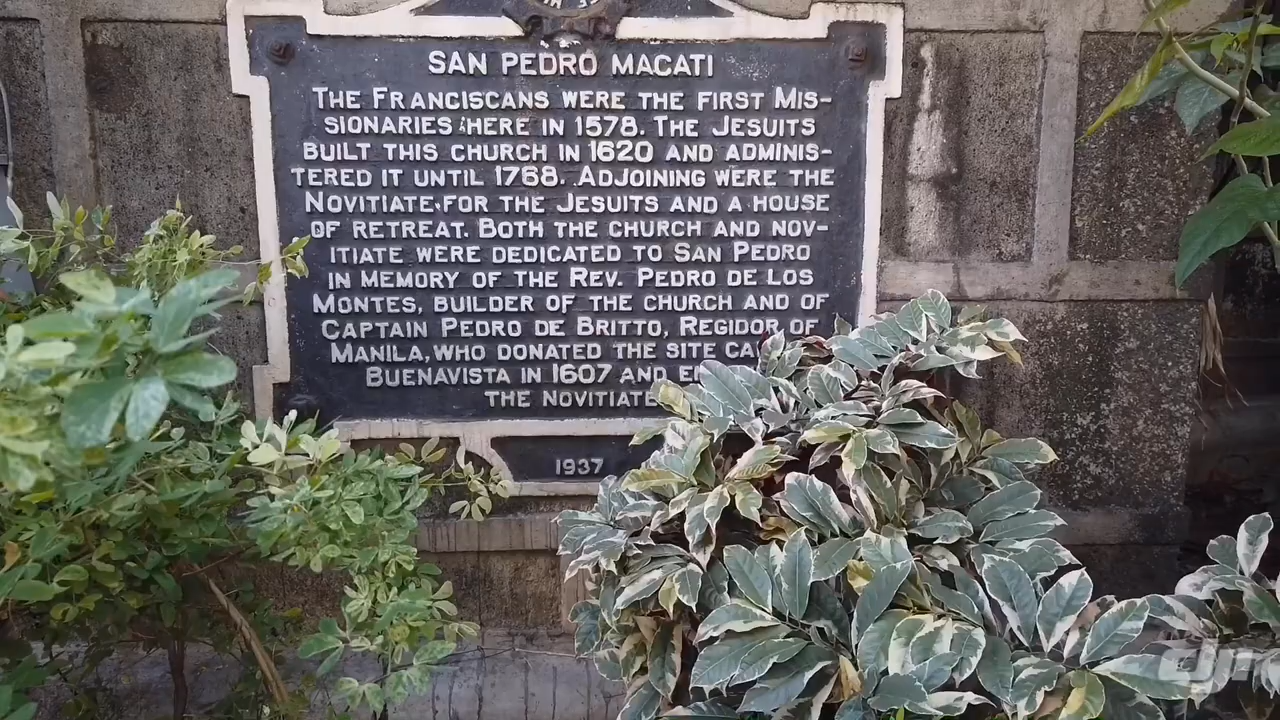 SAN PEDRO MACATI
THE FRANCISCANS WERE THE FIRST MIS-
SIONARIES HERE IN 1578. THE JESUITS
BUILT THIS CHURCH IN 1620 AND ADMINIS-
TERED IT UNTIL 1768. ADJOINING WERE THE
NOVITIATE FOR THE JESUITS AND A HOUSE
OF RETREAT. BOTH THE CHURCH AND NOV-
ITIATE WERE DEDICATED TO SAN PEDRO
IN MEMORY OF THE REV. PEDRO DE LOS
MONTES, BUILDER OF THE CHURCH AND OF
CAPTAIN PEDRO DE BRITTO, REGIDOR OF
MANILA, WHO DONATED THE SITE
BUENAVISTA IN 1607 AND
THE NOVITIATE
1937
dji